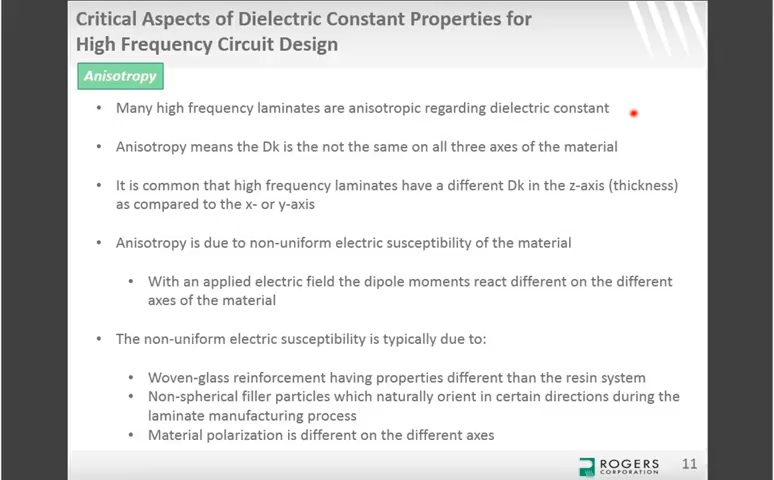 Critical Aspects of Dielectric Constant Properties for
High Frequency Circuit Design
Anisotropy
• Many high frequency laminates are anisotropic regarding dielectric constant
• Anisotropy means the Dk is the not the same on all three axes of the material
• It is common that high frequency laminates have a different Dk in the z-axis (thickness)
as compared to the x- or y-axis
• Anisotropy is due to non-uniform electric susceptibility of the material
• With an applied electric field the dipole moments react different on the different
axes of the material
• The non-uniform electric susceptibility is typically due to:
• Woven-glass reinforcement having properties different than the resin system
• Non-spherical filler particles which naturally orient in certain directions during the
laminate manufacturing process
• Material polarization is different on the different axes
ROGERS
CORPORATION
11